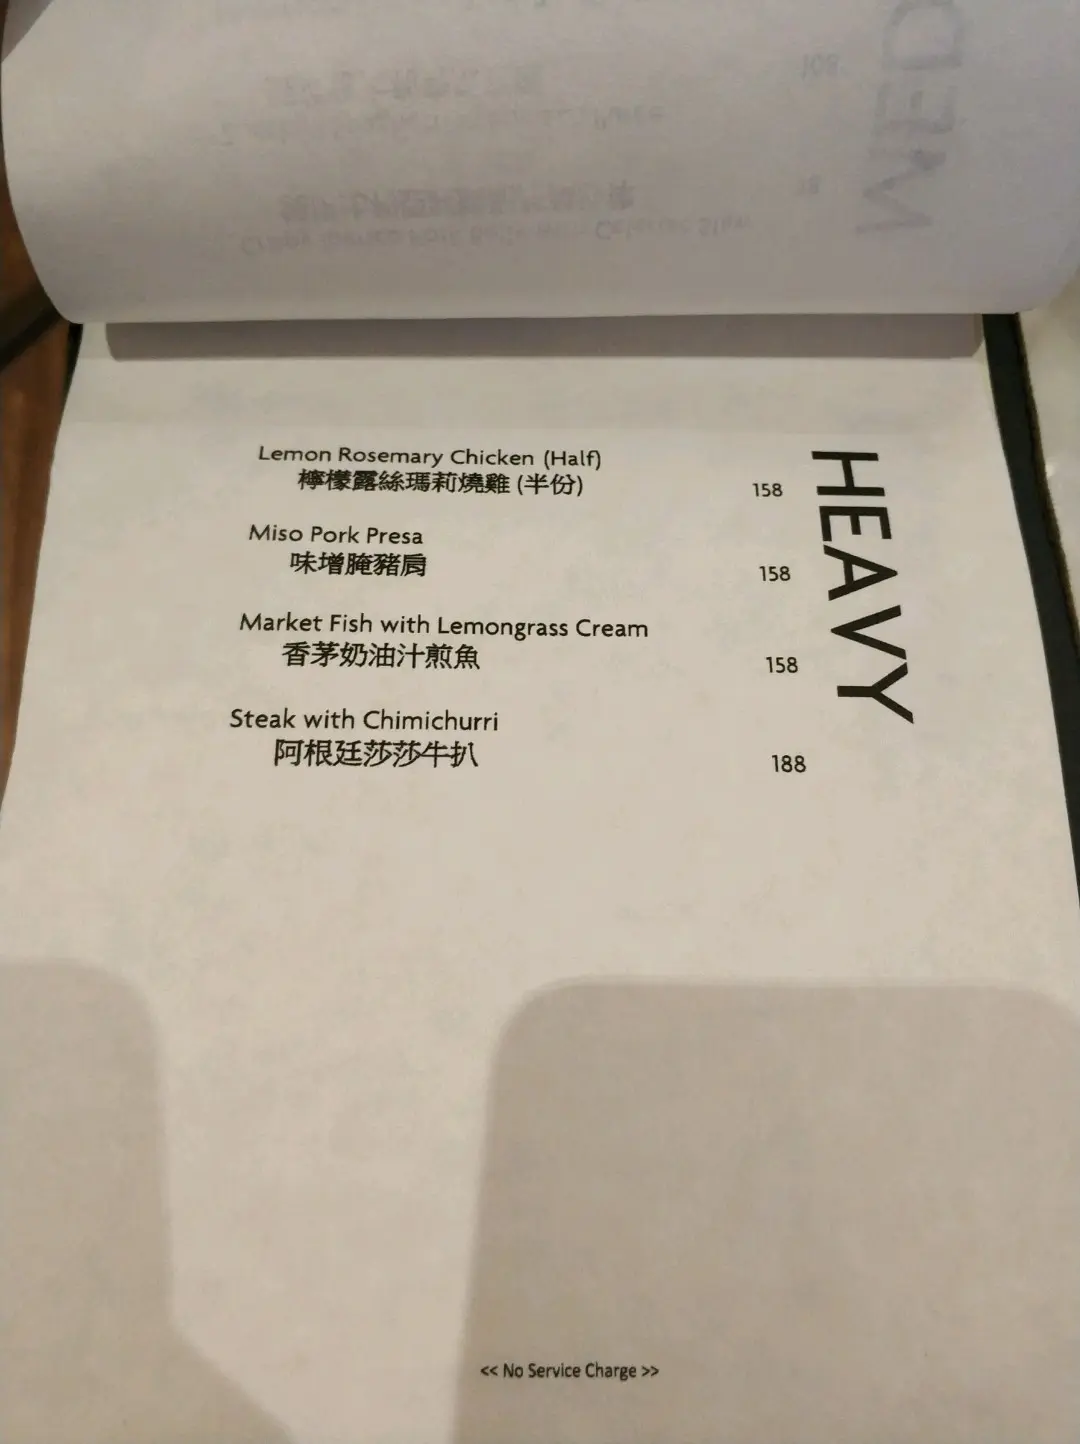 Lemon Rosemary Chicken (Half)
檸檬露絲瑪莉燒雞 (半份)
158
Miso Pork Presa
味增腌豬肩
158
Market Fish with Lemongrass Cream
香茅奶油汁煎魚
158
Steak with Chimichurri
阿根廷莎莎牛扒
188
HEAVY
<< No Service Charge >>